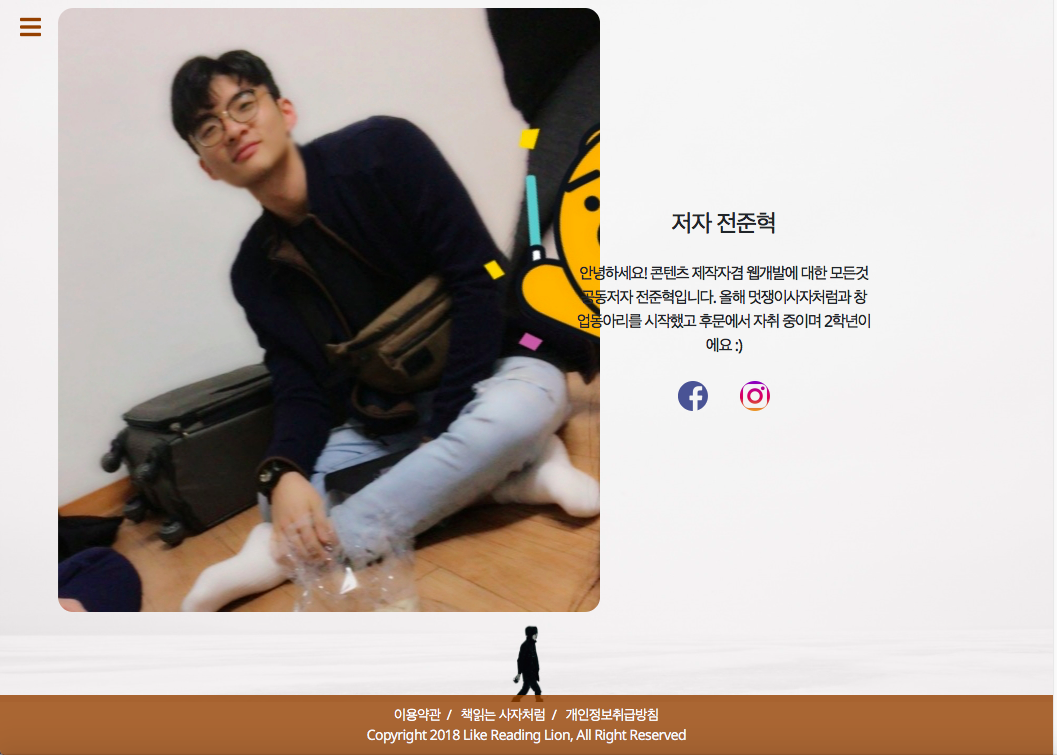 저자 전준혁
안녕하세요! 콘텐츠 제작자겸 웹개발에 대한 모든것
공동저자 전준혁입니다. 올해 멋쟁이사자처럼과 창
업동아리를 시작했고 후문에서 자취 중이며 2학년이
에요 :)
이용약관 / 책읽는 사자처럼 / 개인정보취급방침
Copyright 2018 Like Reading Lion, All Right Reserved